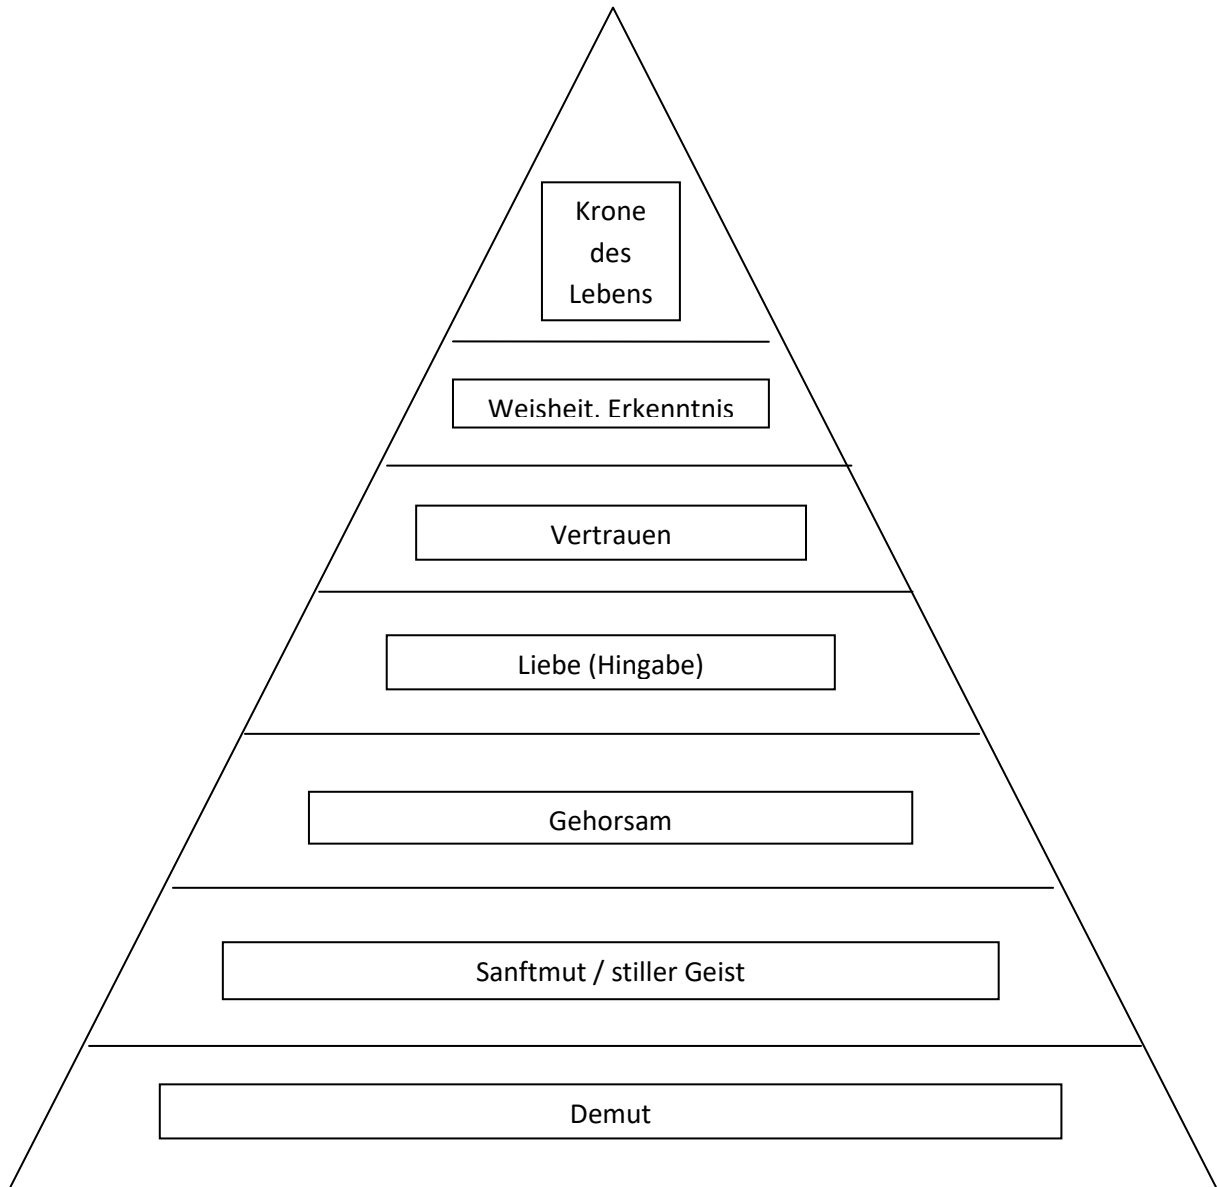 Krone
des
Lebens
Weisheit, Erkenntnis
Vertrauen
Liebe (Hingabe)
Gehorsam
Sanftmut / stiller Geist
Demut